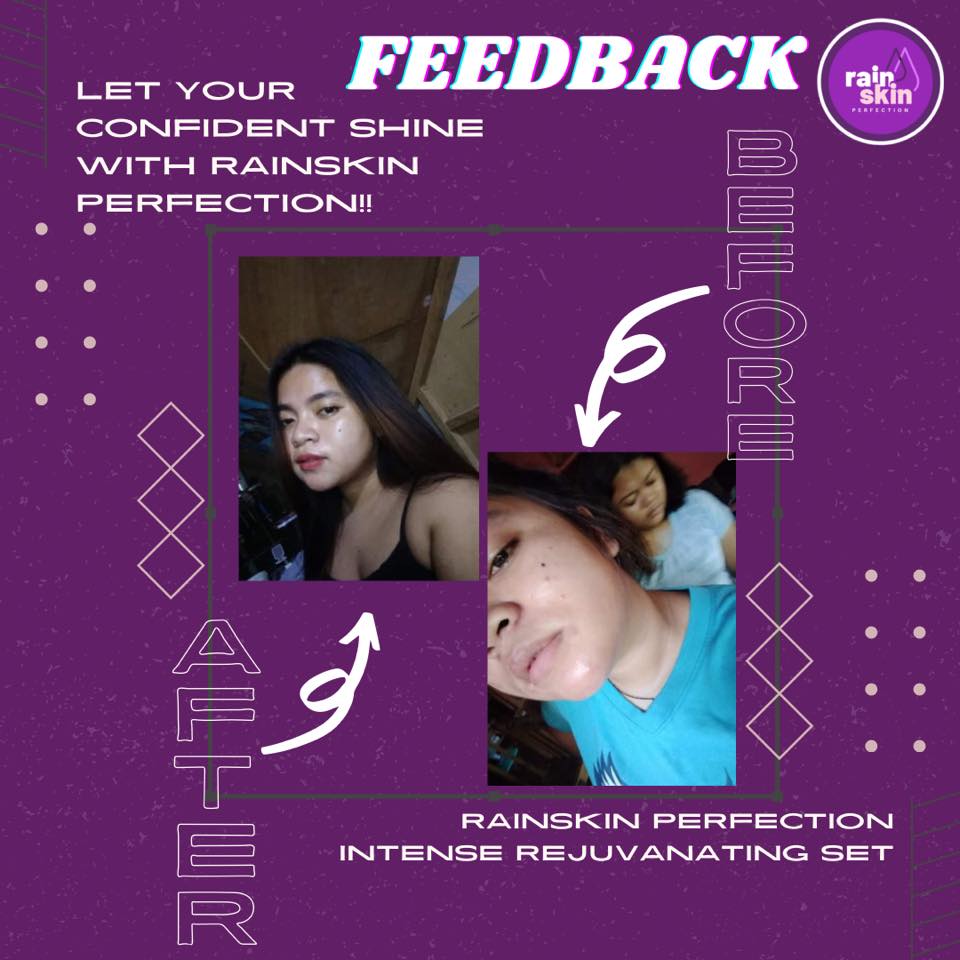 FEEDBACK
rain
skin
PERFECTION
LET YOUR
CONFIDENT SHINE
WITH RAINSKIN
PERFECTION!!
BEFORE
AFTER
RAINSKIN PERFECTION
INTENSE REJUVANATING SET